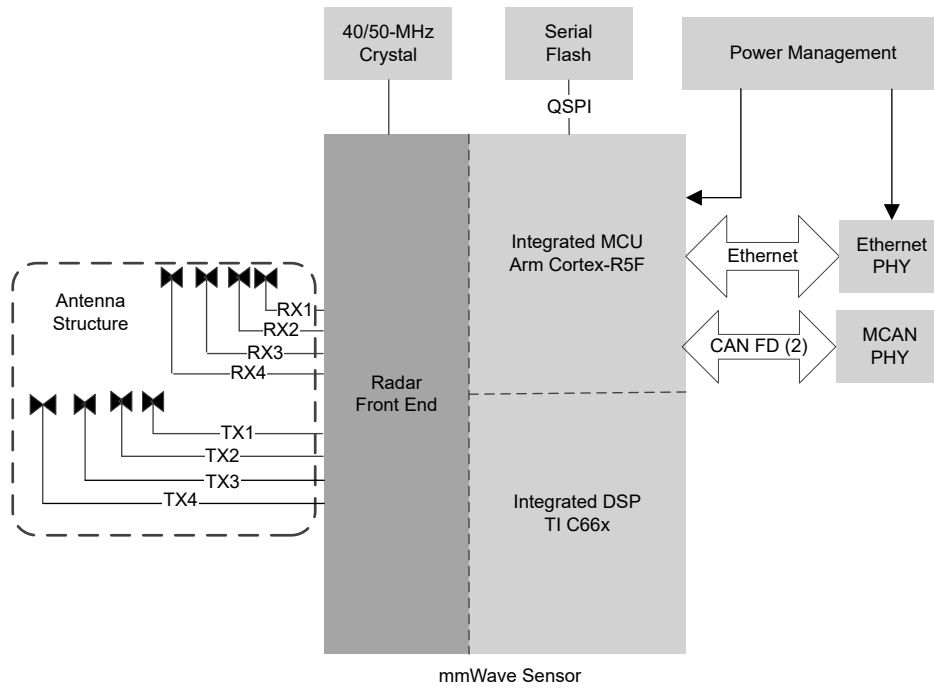 40/50-MHz
Crystal
Serial
Flash
Power Management
QSPI
Integrated MCU
Arm Cortex-R5F
Ethernet
Ethernet
PHY
Antenna
Structure
RX1
RX2
RX3
RX4
CAN FD (2)
MCAN
PHY
Radar
Front End
TX1
TX2
TX3
TX4
Integrated DSP
TI C66x
mmWave Sensor